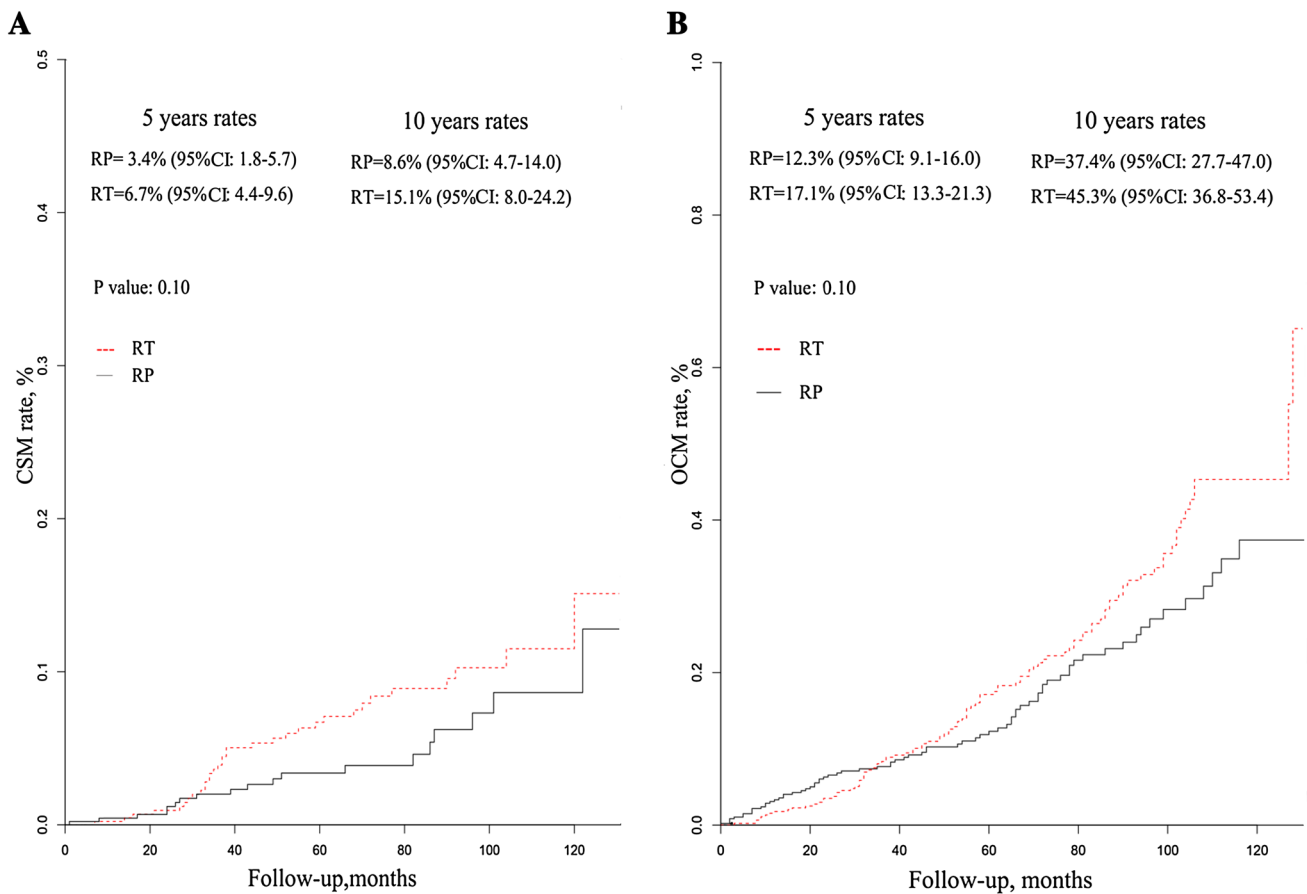 A
0.5
0.4
0.3
0.2
0.1
0.0
CSM rate, %
5 years rates
10 years rates
RP= 3.4% (95%CI: 1.8-5.7)
RP=8.6% (95%CI: 4.7-14.0)
RT=6.7% (95%CI: 4.4-9.6)
RT=15.1% (95%CI: 8.0-24.2)
P value: 0.10
RT
RP
0 20 40 60 80 100 120
Follow-up,months
B
1.0
0.8
0.6
0.4
0.2
0.0
OCM rate, %
5 years rates
10 years rates
RP=12.3% (95%CI: 9.1-16.0)
RP=37.4% (95%CI: 27.7-47.0)
RT=17.1% (95%CI: 13.3-21.3)
RT=45.3% (95%CI: 36.8-53.4)
P value: 0.10
RT
RP
0 20 40 60 80 100 120
Follow-up, months